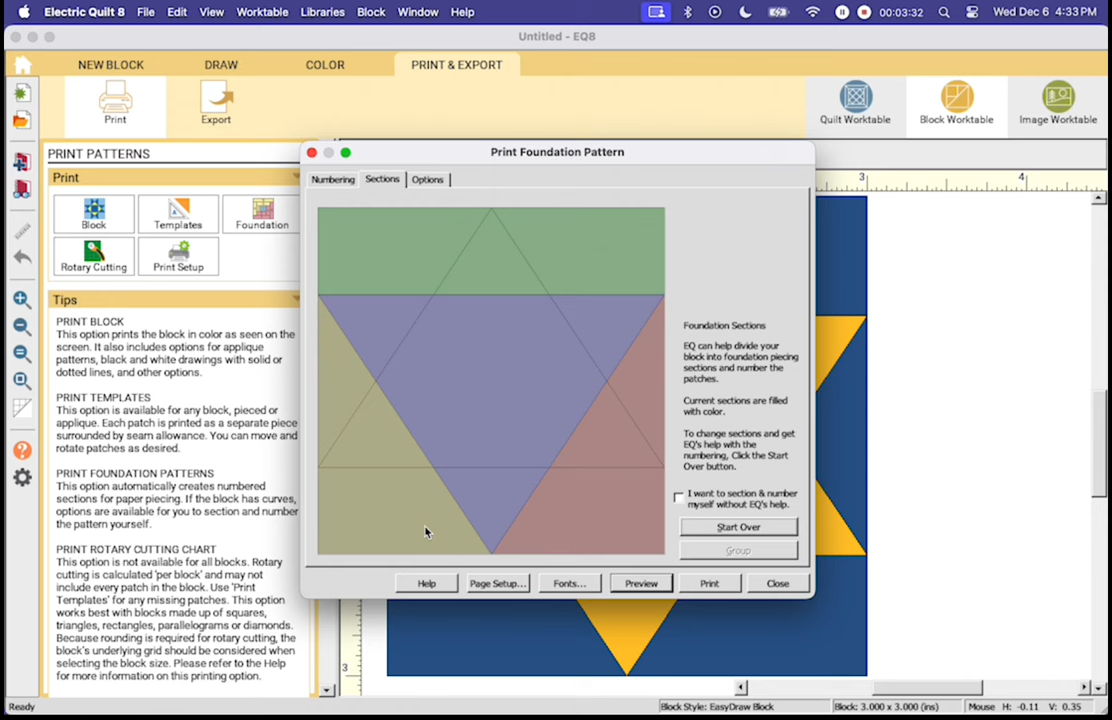 Electric Quilt 8 File Edit View Worktable Libraries Block Window Help 00:03:32 Wed Dec 6 4:33 PM
Untitled - EQ8
NEW BLOCK DRAW COLOR PRINT & EXPORT
Print Export Quilt Worktable Block Worktable Image Worktable
PRINT PATTERNS
Print
Block Templates Foundation
Rotary Cutting Print Setup
Tips
PRINT BLOCK
This option prints the block in color as seen on the
screen. It also includes options for applique
patterns, black and white drawings with solid or
dotted lines, and other options.
PRINT TEMPLATES
This option is available for any block, pieced or
applique. Each patch is printed as a separate piece
surrounded by seam allowance. You can move and
rotate patches as desired.
PRINT FOUNDATION PATTERNS
This option automatically creates numbered
sections for paper piecing. If the block has curves,
options are available for you to section and number
the pattern yourself.
PRINT ROTARY CUTTING CHART
This option is not available for all blocks. Rotary
cutting is calculated 'per block' and may not
include every patch in the block. Use 'Print
Templates' for any missing patches. This option
works best with blocks made up of squares,
triangles, rectangles, parallelograms or diamonds.
Because rounding is required for rotary cutting, the
block's underlying grid should be considered when
selecting the block size. Please refer to the Help
for more information on this printing option.
Print Foundation Pattern
Numbering Sections Options
Foundation Sections
EQ can help divide your
block into foundation piecing
sections and number the
patches.
Current sections are filled
with color.
To change sections and get
EQ's help with the
numbering, Click the Start
Over button.
I want to section & number
myself without EQ's help.
Start Over
Group
Help Page Setup... Fonts... Preview Print Close
3 4
3
Ready Block Style: EasyDraw Block Block: 3.000 x 3.000 (ins) Mouse H: -0.11 V: 0.35